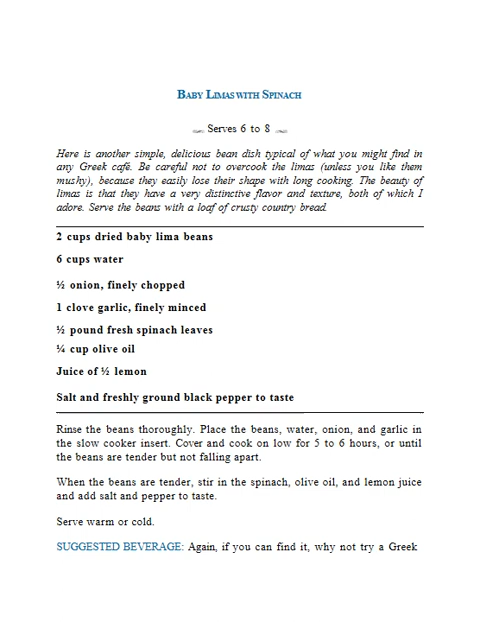 BABY LIMAS WITH SPINACH
Serves 6 to 8
Here is another simple, delicious bean dish typical of what you might find in
any Greek café. Be careful not to overcook the limas (unless you like them
mushy), because they easily lose their shape with long cooking. The beauty of
limas is that they have a very distinctive flavor and texture, both of which I
adore. Serve the beans with a loaf of crusty country bread.
2 cups dried baby lima beans
6 cups water
½ onion, finely chopped
1 clove garlic, finely minced
½ pound fresh spinach leaves
¼ cup olive oil
Juice of ½ lemon
Salt and freshly ground black pepper to taste
Rinse the beans thoroughly. Place the beans, water, onion, and garlic in
the slow cooker insert. Cover and cook on low for 5 to 6 hours, or until
the beans are tender but not falling apart.
When the beans are tender, stir in the spinach, olive oil, and lemon juice
and add salt and pepper to taste.
Serve warm or cold.
SUGGESTED BEVERAGE: Again, if you can find it, why not try a Greek